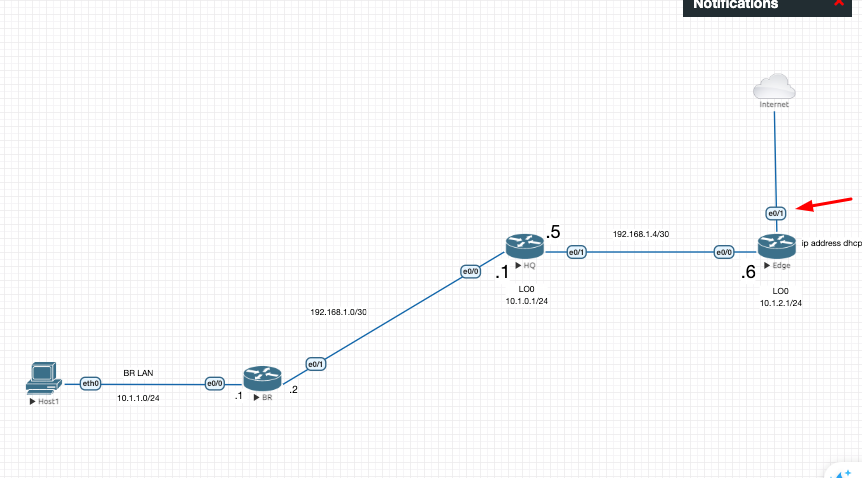 Notifications
Internet
e0/1
ip address dhcp
.5
192.168.1.4/30
e0/1
e0/0
HQ
Edge
e0/0
.1
.6
LO0
10.1.0.1/24
LO0
10.1.2.1/24
192.168.1.0/30
e0/1
BR LAN
eth0
e0/0
.2
Host1
10.1.1.0/24
.1
BR